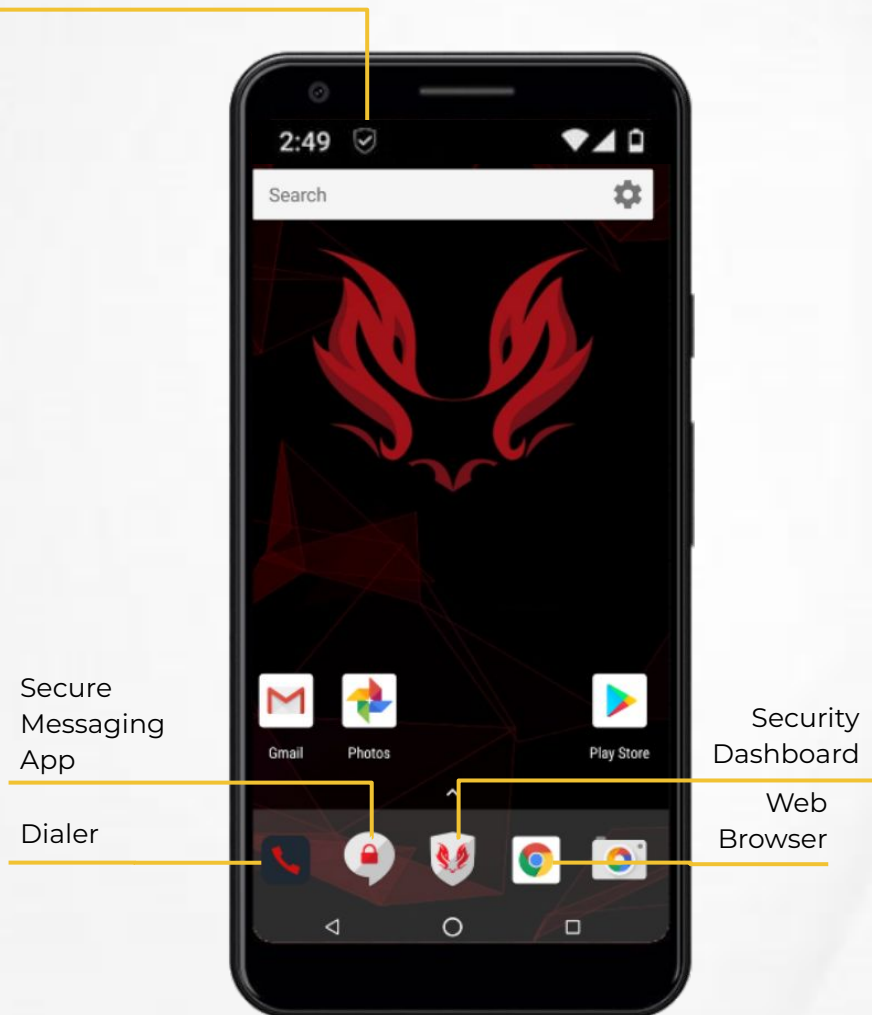 2:49
Search
Gmail
Photos
Play Store
Secure
Messaging
App
Dialer
Security
Dashboard
Web
Browser